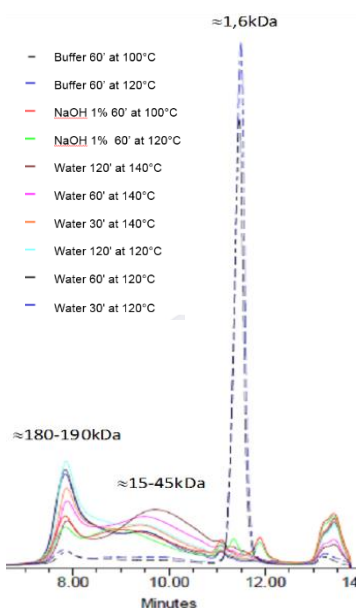 ≈1,6kDa
Buffer 60' at 100°C
Buffer 60' at 120°C
NaOH 1% 60' at 100°C
NaOH 1%  60' at 120°C
Water 120' at 140°C
Water 60' at 140°C
Water 30' at 140°C
Water 120' at 120°C
Water 60' at 120°C
Water 30' at 120°C
≈180-190kDa
≈15-45kDa
8.00 10.00 12.00 14
Minutes